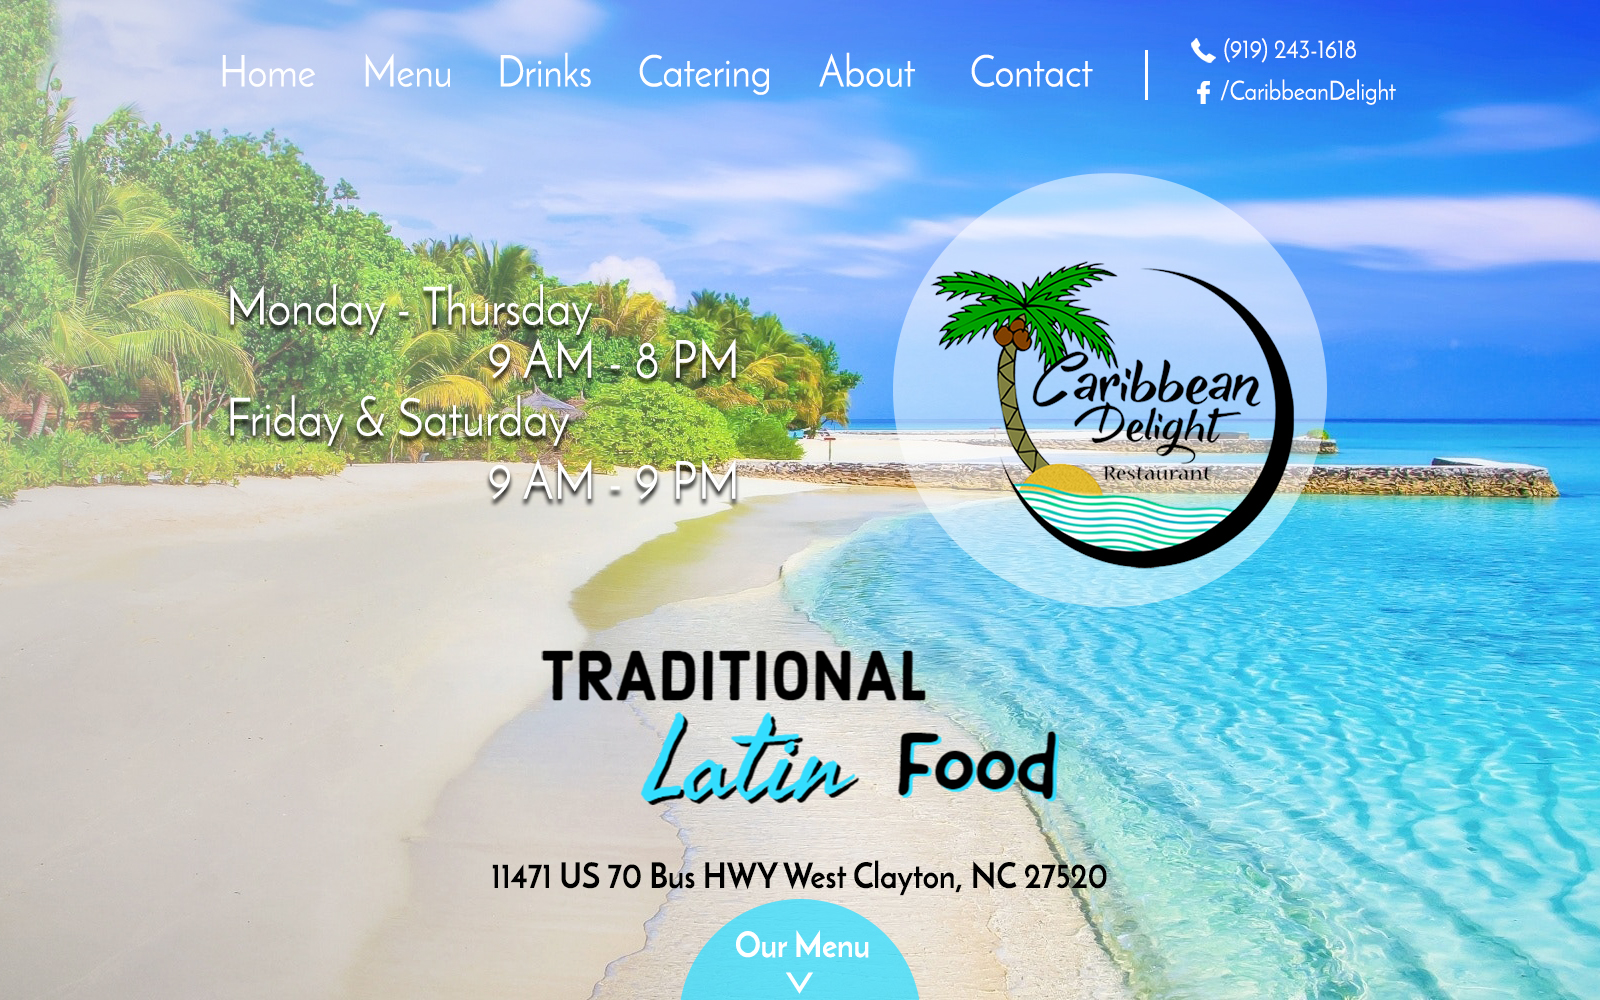 Home Menu Drinks Catering About Contact
(919) 243-1618
/CaribbeanDelight
Monday - Thursday
9 AM - 8 PM
Friday & Saturday
9 AM - 9 PM
Caribbean
Delight
Restaurant
TRADITIONAL
Latin Food
11471 US 70 Bus HWY West Clayton, NC 27520
Our Menu